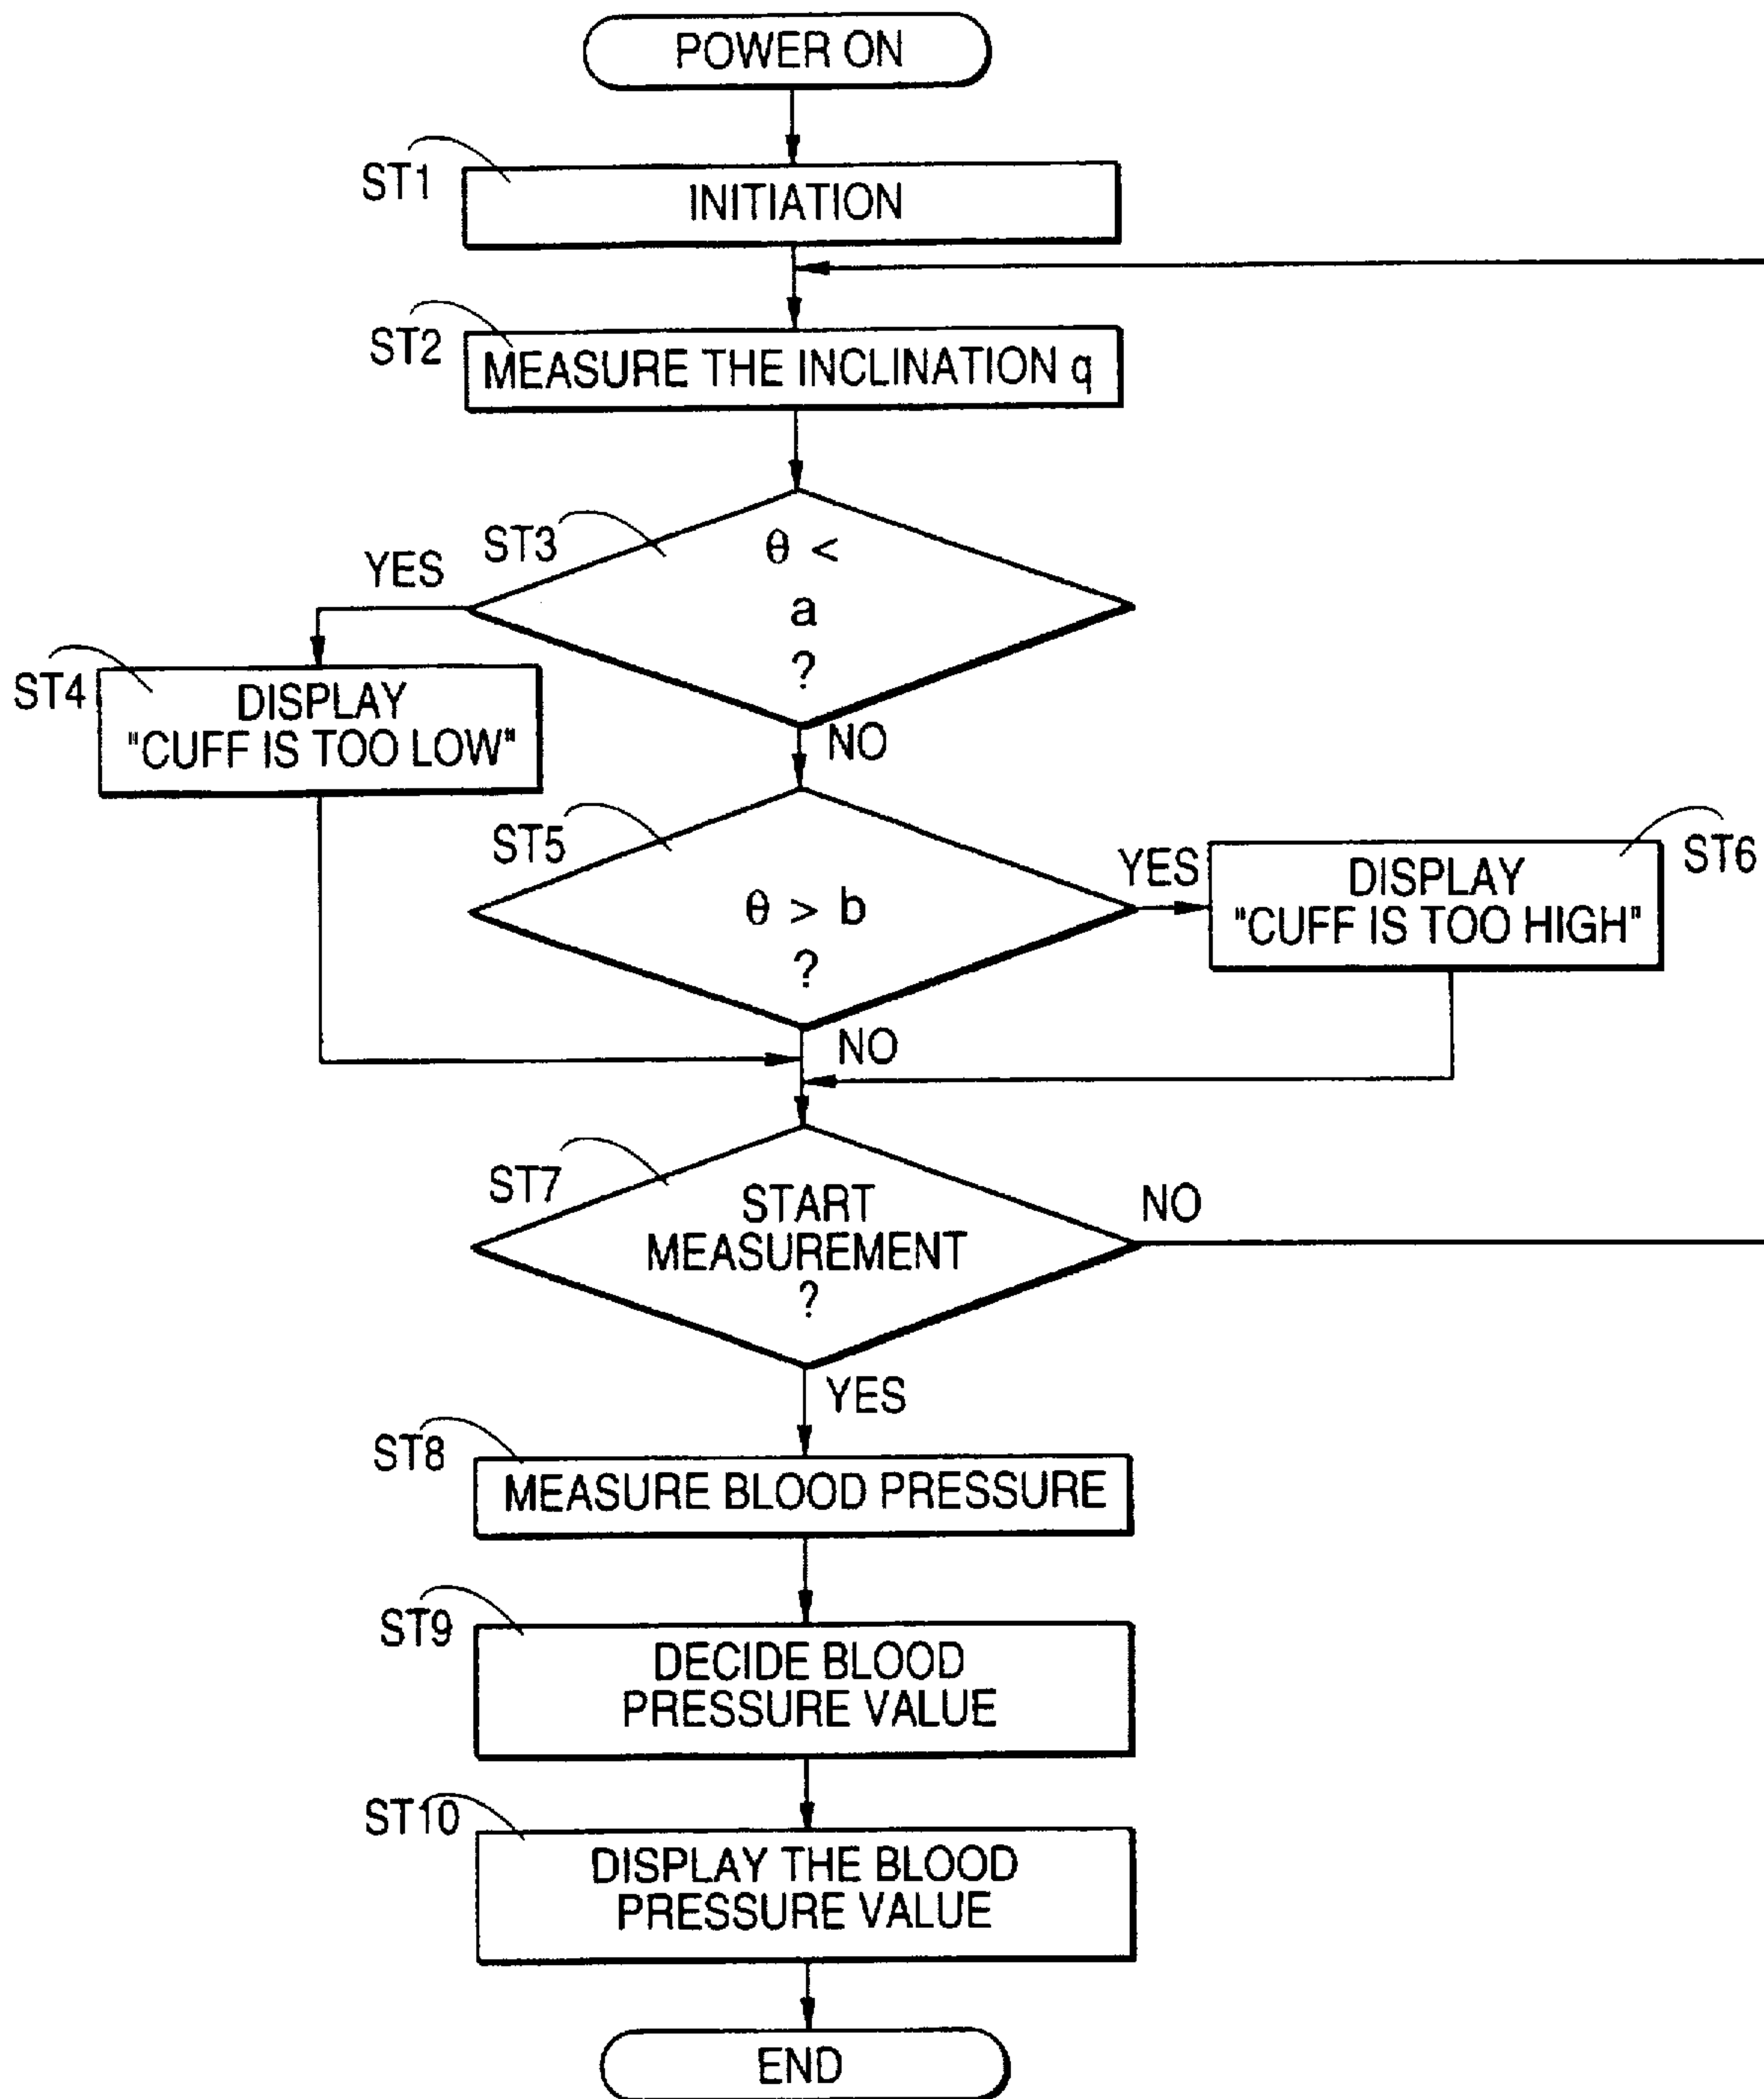 POWER ON
ST1
INITIATION
ST2
MEASURE THE INCLINATION q
ST3
θ <
a
?
YES
NO
ST4
DISPLAY
"CUFF IS TOO LOW"
ST5
θ > b
?
YES
NO
ST6
DISPLAY
"CUFF IS TOO HIGH"
ST7
START
MEASUREMENT
?
NO
YES
ST8
MEASURE BLOOD PRESSURE
ST9
DECIDE BLOOD
PRESSURE VALUE
ST10
DISPLAY THE BLOOD
PRESSURE VALUE
END